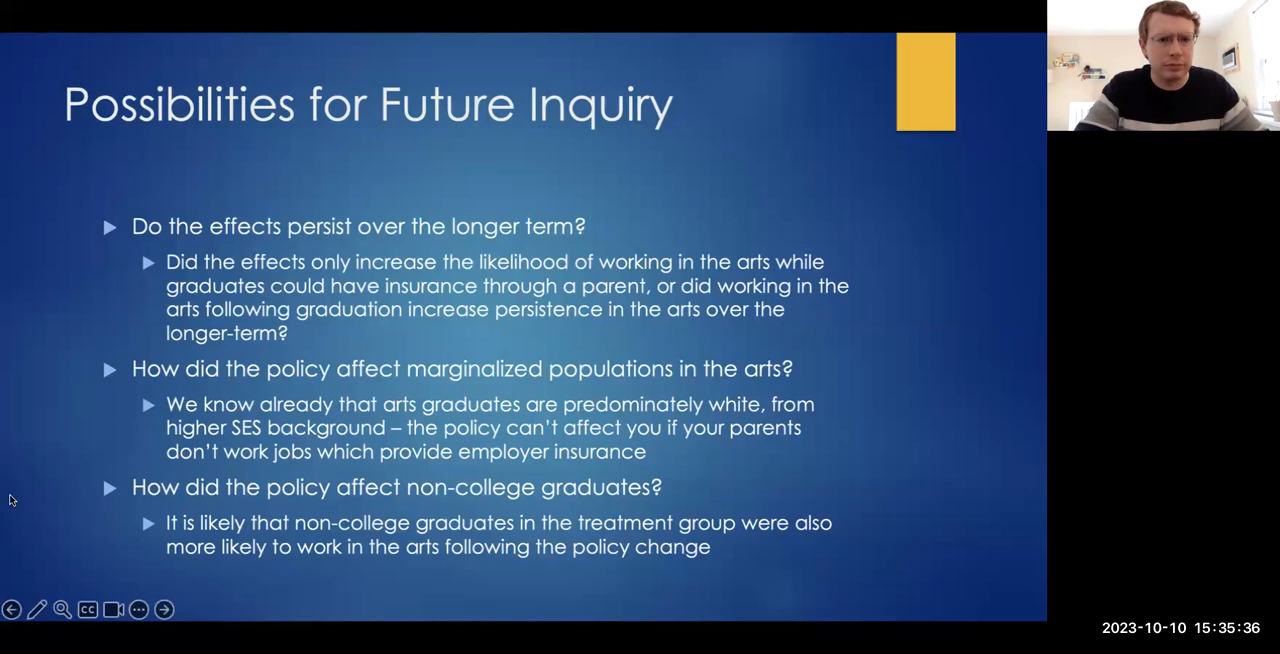 Possibilities for Future Inquiry
Do the effects persist over the longer term?
Did the effects only increase the likelihood of working in the arts while
graduates could have insurance through a parent, or did working in the
arts following graduation increase persistence in the arts over the
longer-term?
How did the policy affect marginalized populations in the arts?
We know already that arts graduates are predominately white, from
higher SES background – the policy can't affect you if your parents
don't work jobs which provide employer insurance
How did the policy affect non-college graduates?
It is likely that non-college graduates in the treatment group were also
more likely to work in the arts following the policy change
CC
2023-10-10 15:35:36